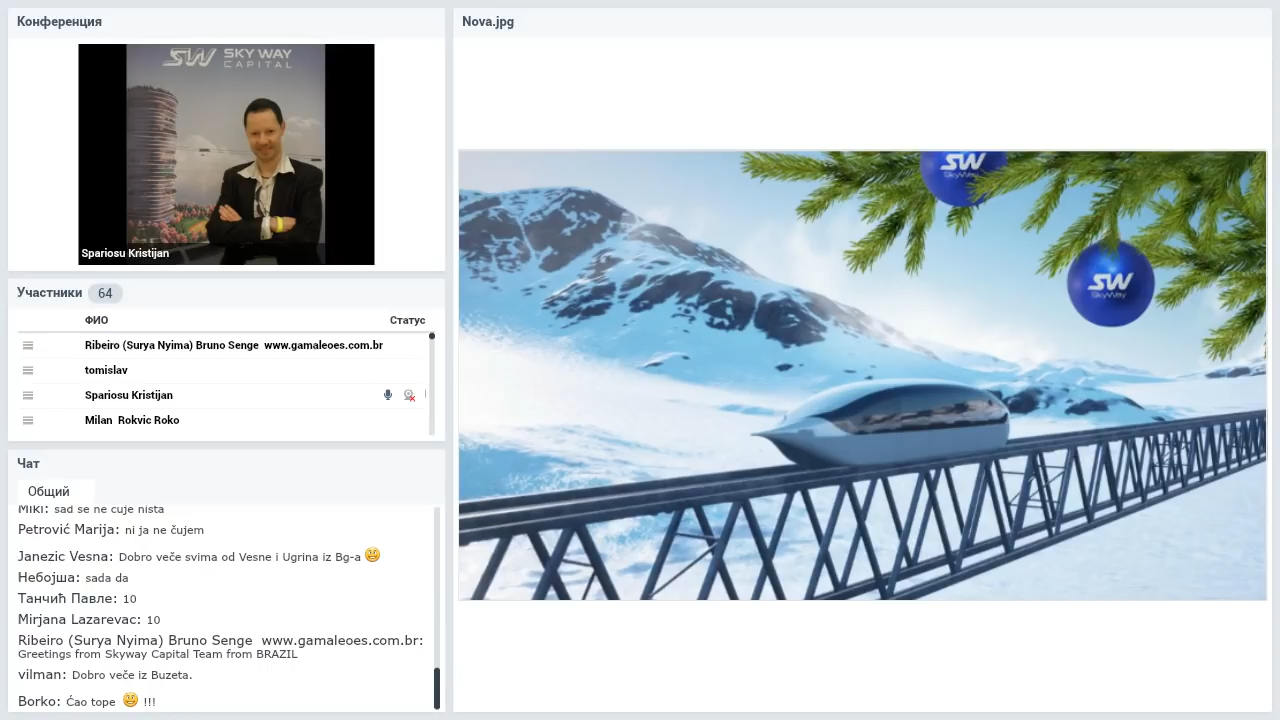 Конференция
SW SKY WAY
CAPITAL
Spariosu Kristijan
Участники 64
ФИО Статус
Ribeiro (Surya Nyima) Bruno Senge www.gamaleoes.com.br
tomislav
Spariosu Kristijan
Milan Rokvic Roko
Чат
Общий
Miki: sad se ne cuje nista
Petrović Marija: ni ja ne čujem
Janezic Vesna: Dobro veče svima od Vesne i Ugrina iz Bg-a
Небојша: sada da
Танчић Павле: 10
Mirjana Lazarevac: 10
Ribeiro (Surya Nyima) Bruno Senge www.gamaleoes.com.br:
Greetings from Skyway Capital Team from BRAZIL
vilman: Dobro veče iz Buzeta.
Borko: Ćao tope !!!
Nova.jpg
SW
SkyWay
SW
SkyWay